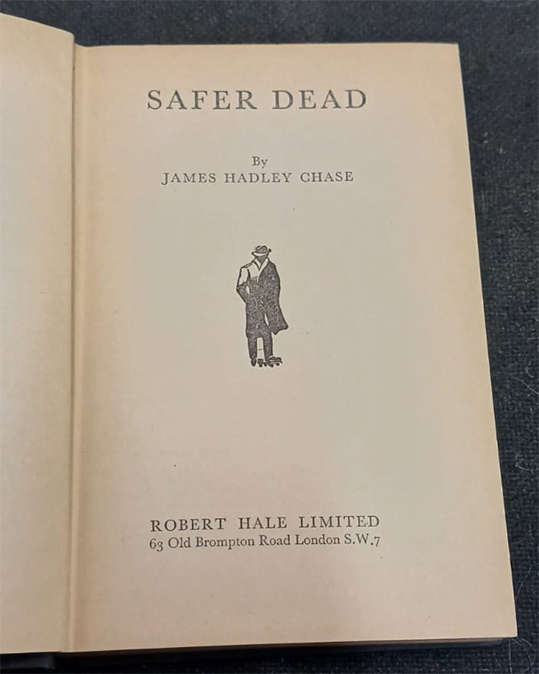 SAFER DEAD
By
JAMES HADLEY CHASE
ROBERT HALE LIMITED
63 Old Brompton Road London S.W.7